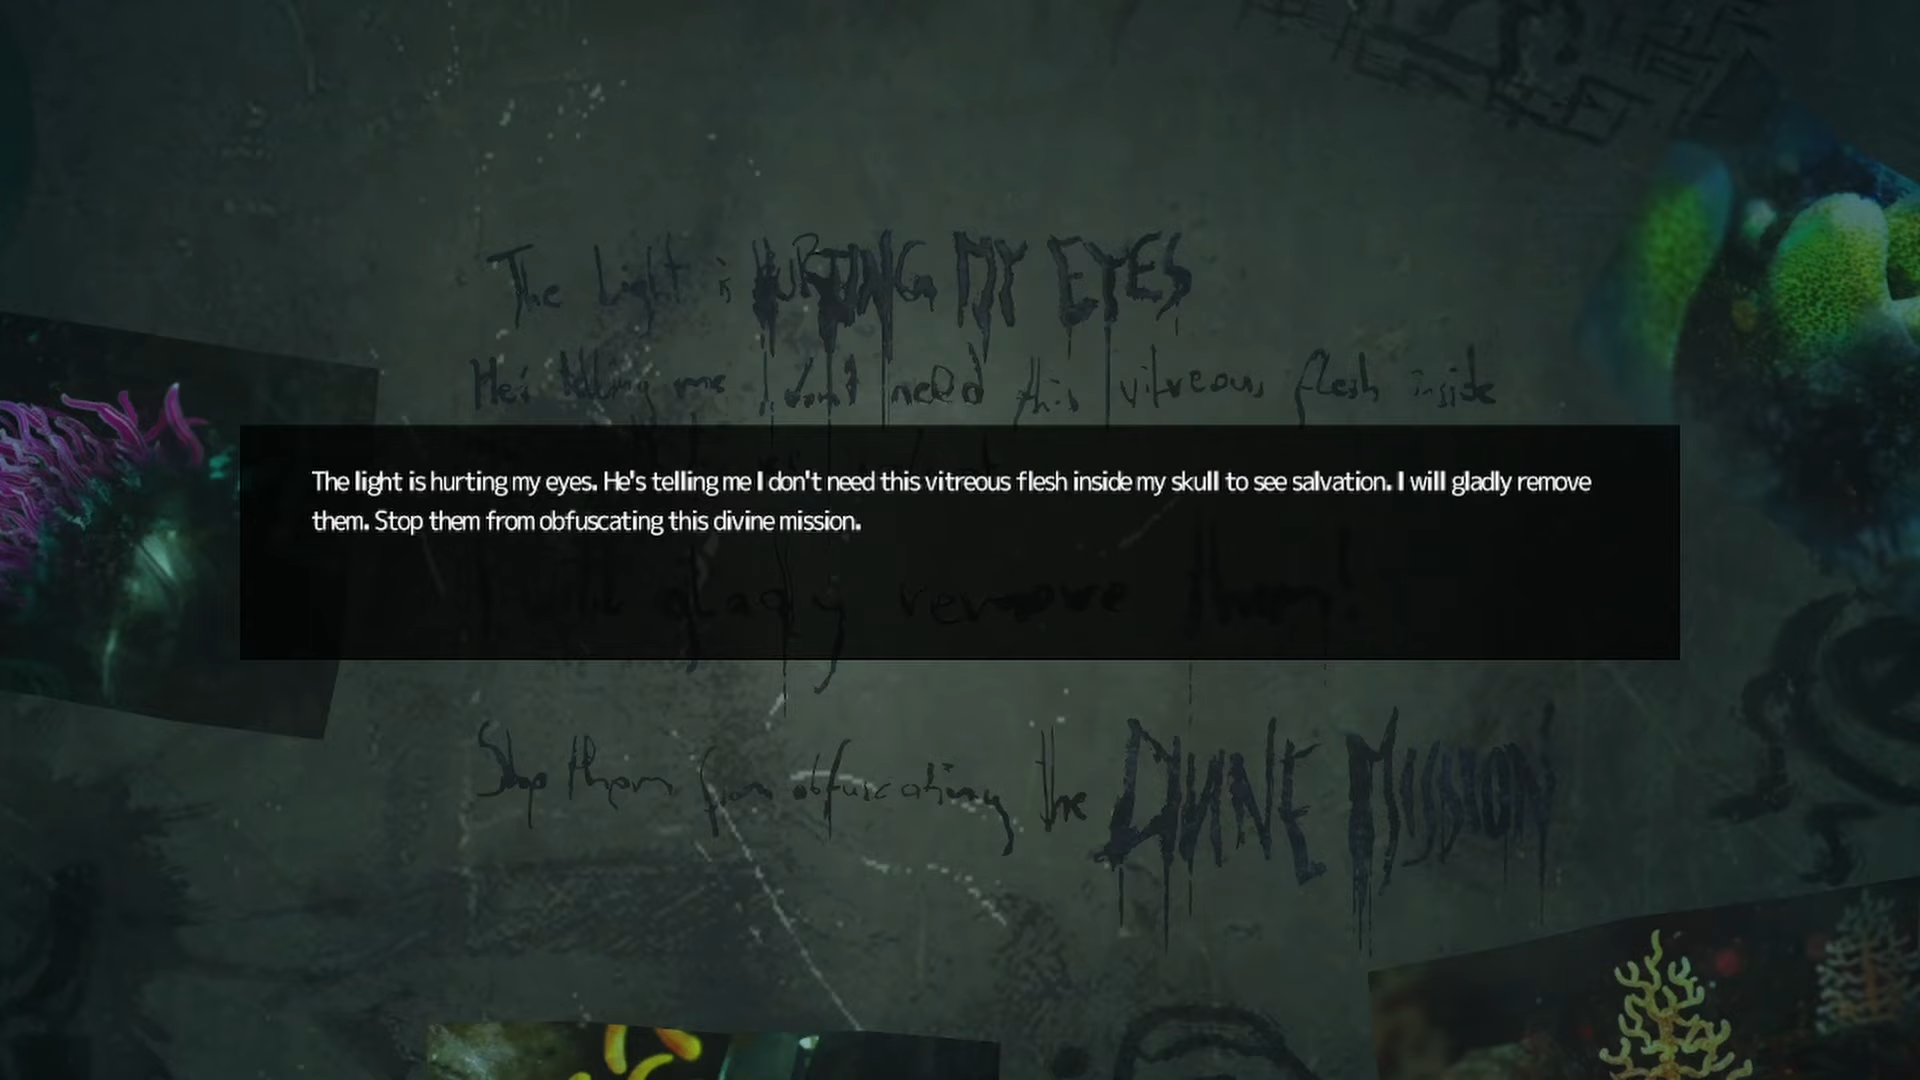 The Light is HURTING MY EYES
He's telling me I don't need this vitreous flesh inside
The light is hurting my eyes. He's telling me I don't need this vitreous flesh inside my skull to see salvation. I will gladly remove
them. Stop them from obfuscating this divine mission.
I will gladly remove them!
Stop them from obfuscating the DIVINE MISSION